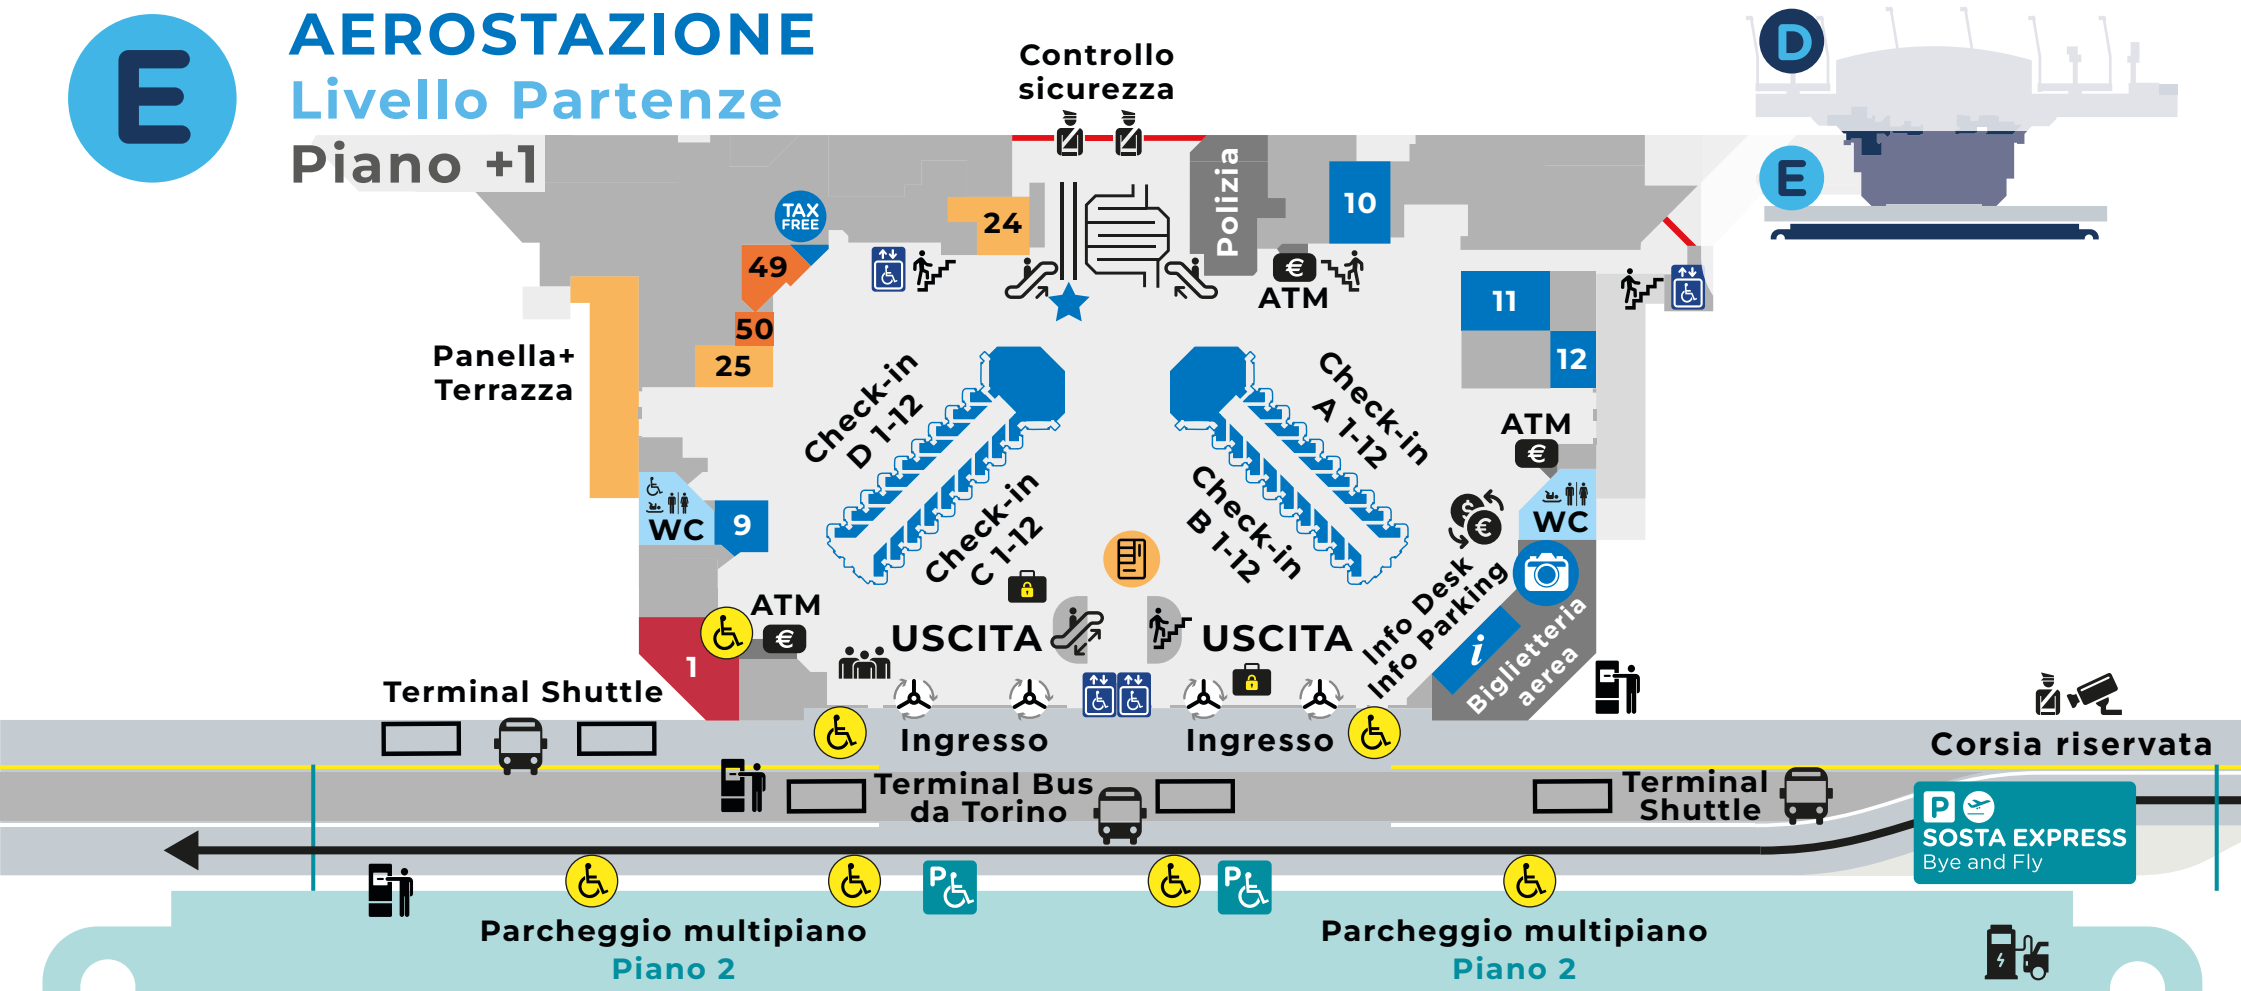 E
AEROSTAZIONE
Livello Partenze
Piano +1
Controllo
sicurezza
D
E
TAX
FREE
24
Polizia
10
49
€
ATM
11
50
25
12
Panella+
Terrazza
Check-in
D 1-12
Check-in
A 1-12
ATM
€
Check-in
C 1-12
Check-in
B 1-12
$
€
WC
9
WC
ATM
€
1
USCITA
USCITA
Info Desk
Info Parking
i
Biglietteria
aerea
Terminal Shuttle
Ingresso
Ingresso
Corsia riservata
Terminal Bus
da Torino
Terminal
Shuttle
P
SOSTA EXPRESS
Bye and Fly
P
P
Parcheggio multipiano
Piano 2
Parcheggio multipiano
Piano 2